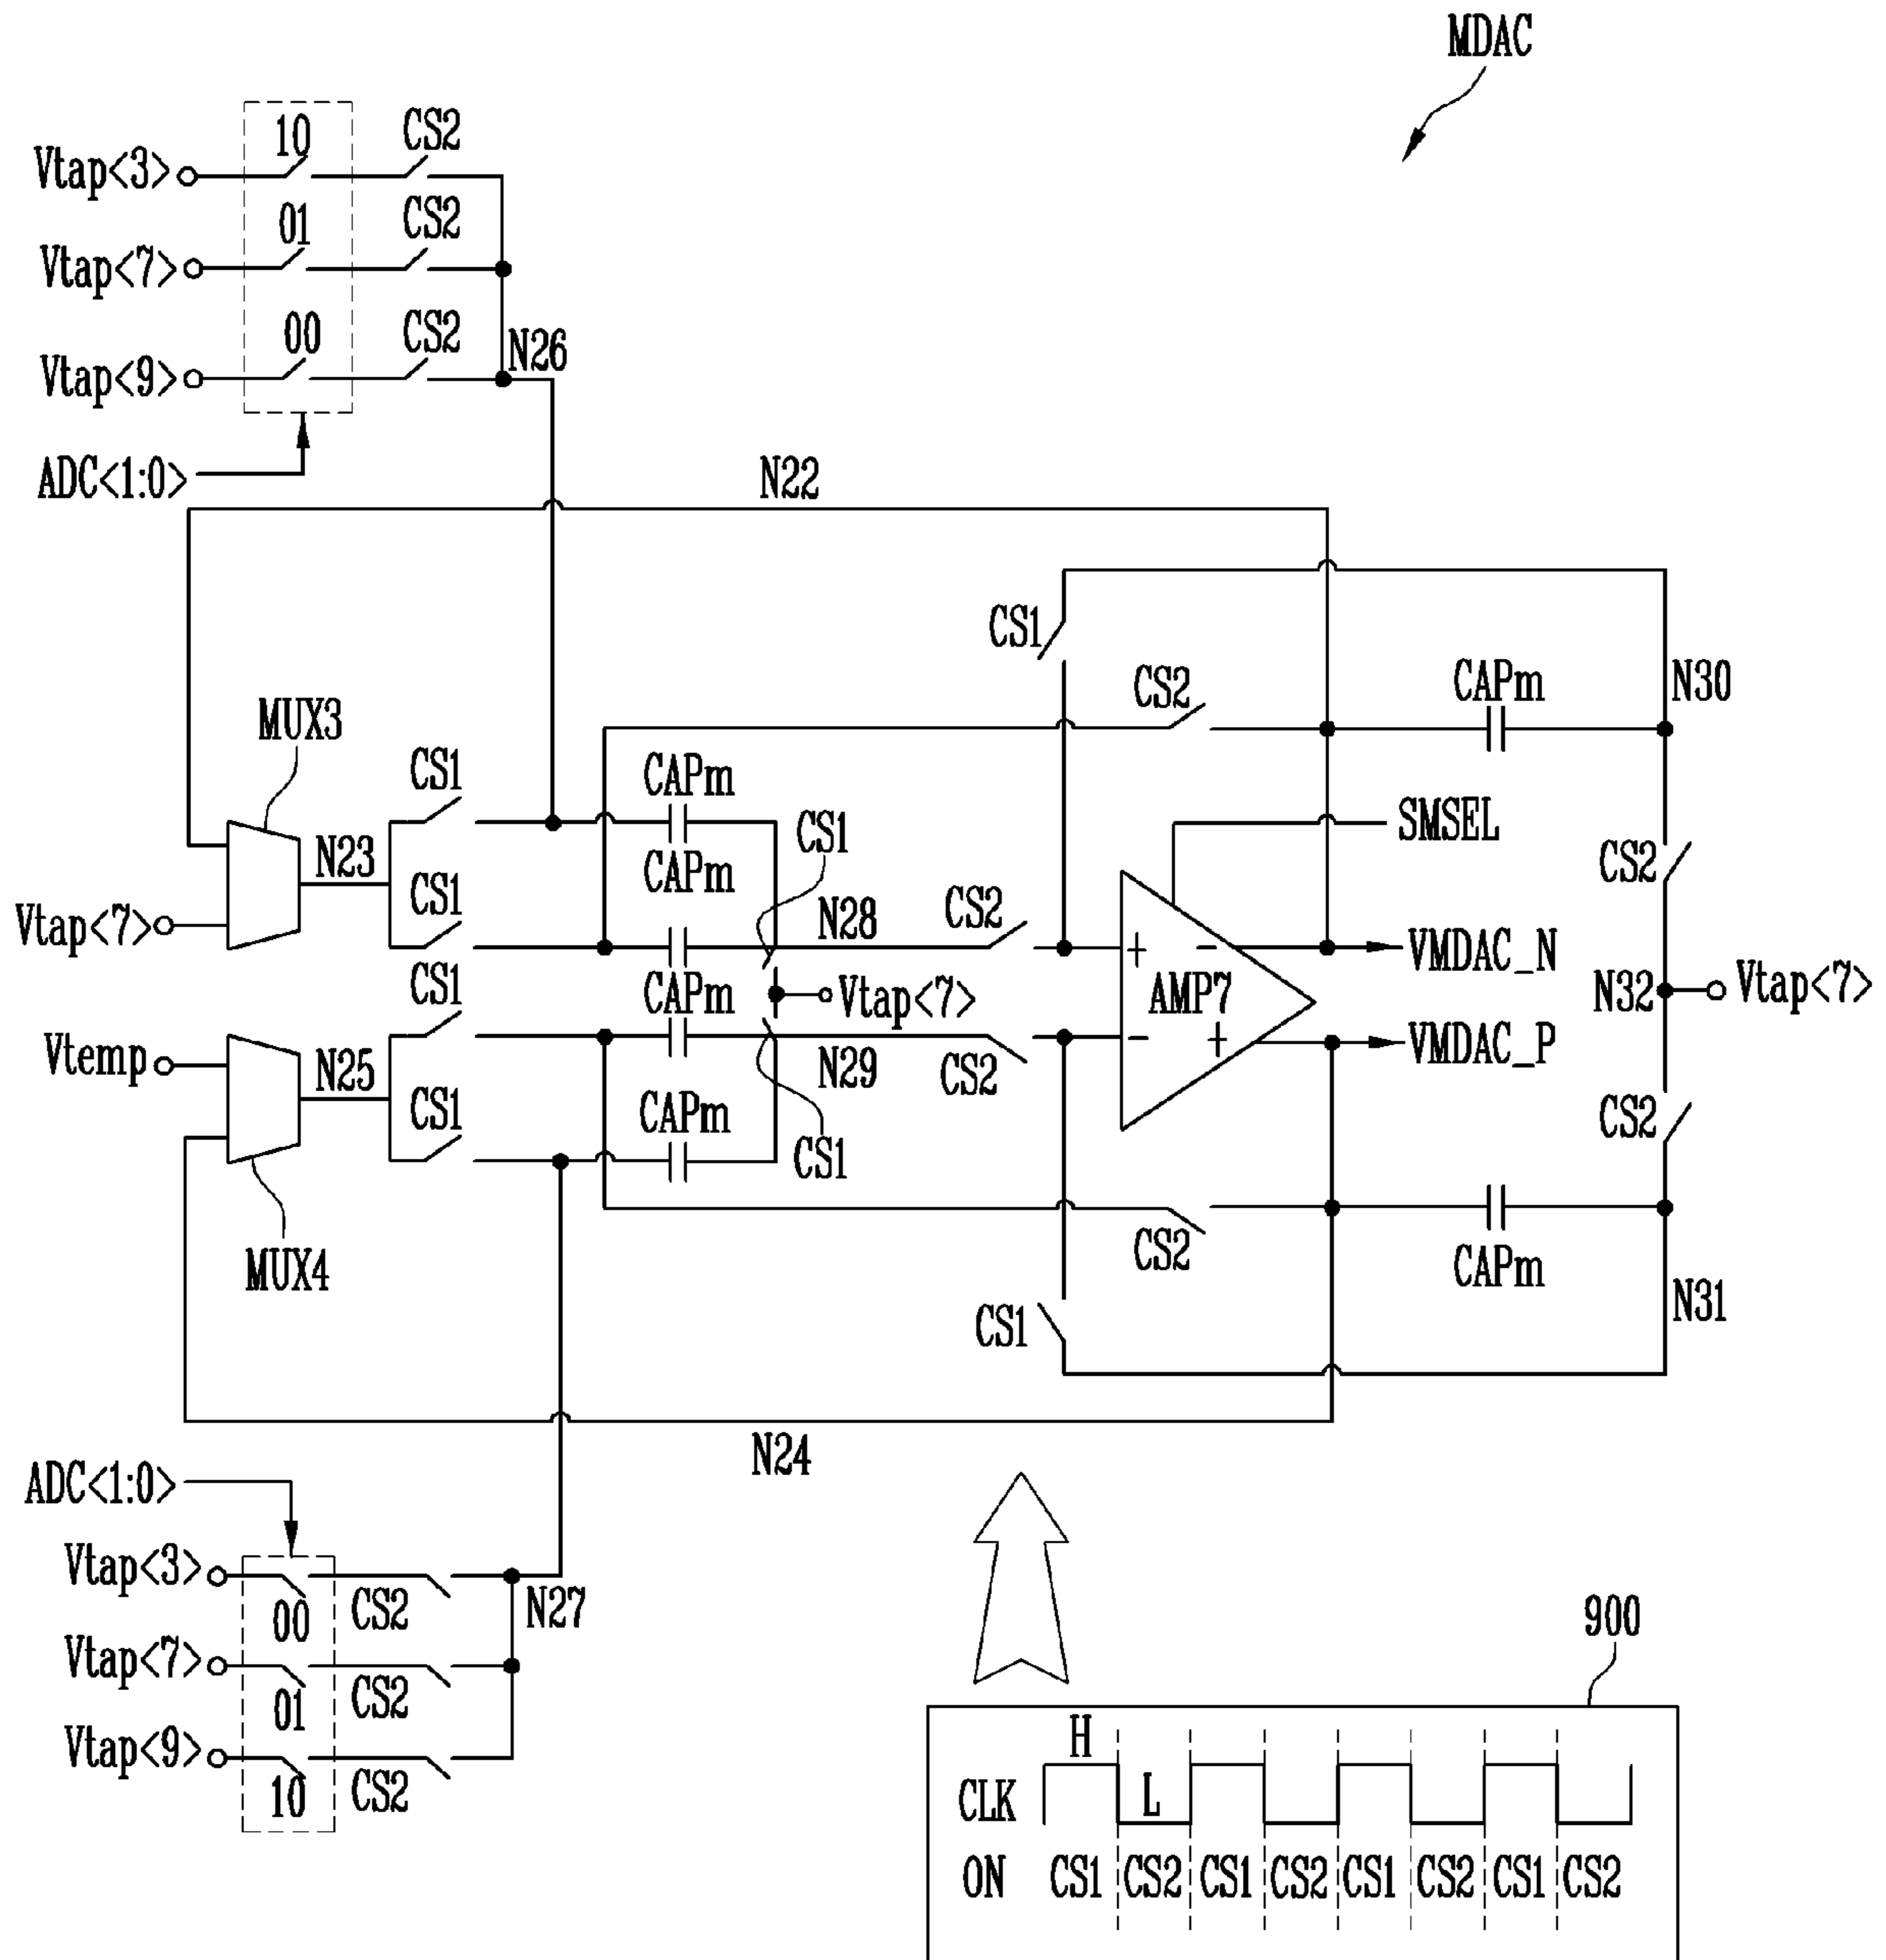 MDAC
10
CS2
Vtap<3>
01
CS2
Vtap<7>
00
CS2
N26
Vtap<9>
ADC<1:0>
N22
CS1
CS2
CAPm
N30
MUX3
CS1
CAPm
CS1
SMSEL
N23
CAPm
CS2
CS1
N28
CS2
Vtap<7>
+
-
VMDAC_N
CS1
CAPm
Vtap<7>
AMP7
N32
Vtap<7>
Vtemp
N25
N29
CS2
-
+
VMDAC_P
CS1
CAPm
CS1
CS2
MUX4
CS2
CAPm
N31
CS1
N24
ADC<1:0>
Vtap<3>
00
CS2
N27
Vtap<7>
01
CS2
Vtap<9>
10
CS2
900
H
CLK
L
ON
CS1 CS2 CS1 CS2 CS1 CS2 CS1 CS2